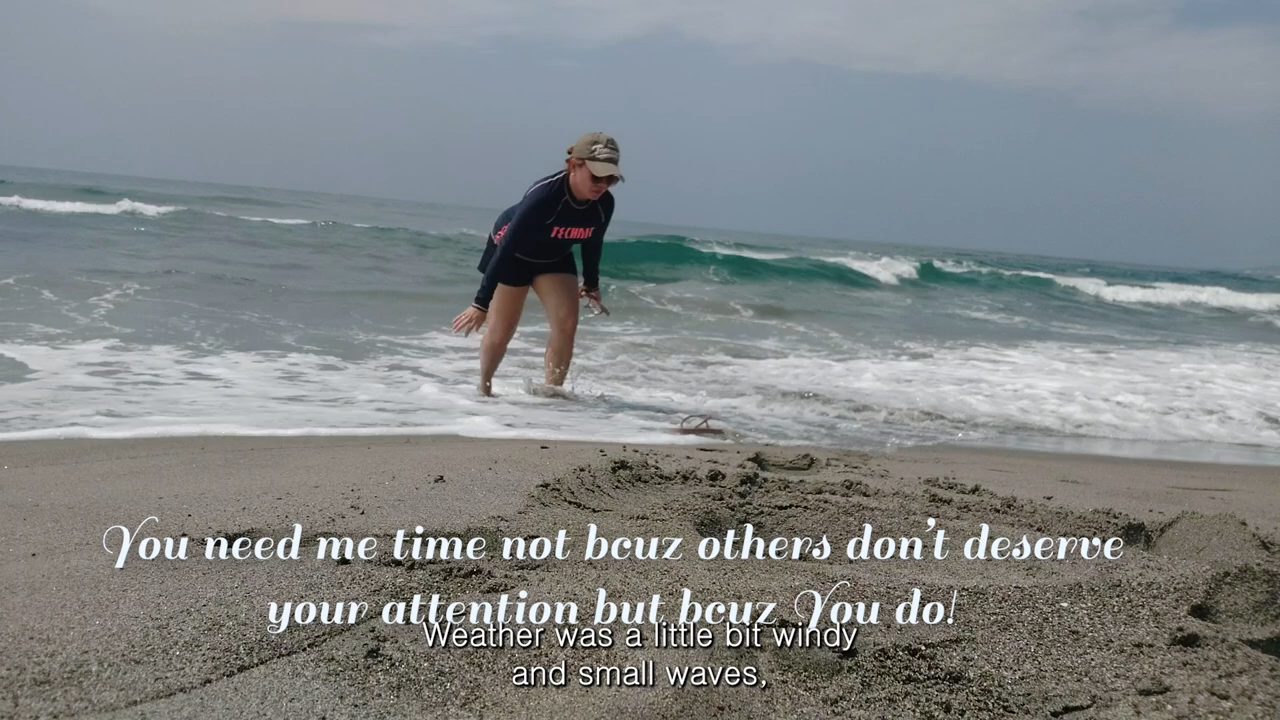 TECHNIC
You need me time not bcuz others don't deserve
your attention but bcuz You do!
Weather was a little bit windy
and small waves,